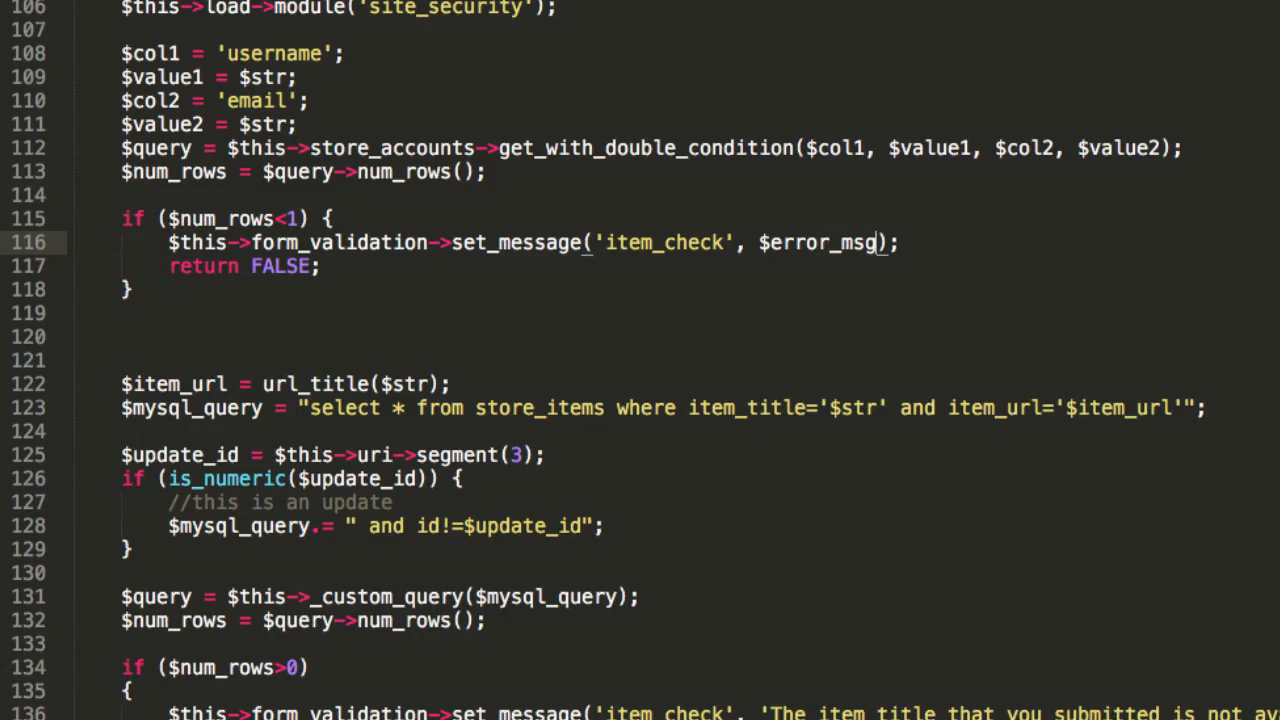 106 $this->load->module('site_security');
107
108 $col1 = 'username';
109 $value1 = $str;
110 $col2 = 'email';
111 $value2 = $str;
112 $query = $this->store_accounts->get_with_double_condition($col1, $value1, $col2, $value2);
113 $num_rows = $query->num_rows();
114
115 if ($num_rows<1) {
116 $this->form_validation->set_message('item_check', $error_msg);
117 return FALSE;
118 }
119
120
121
122 $item_url = url_title($str);
123 $mysql_query = "select * from store_items where item_title='$str' and item_url='$item_url'";
124
125 $update_id = $this->uri->segment(3);
126 if (is_numeric($update_id)) {
127 //this is an update
128 $mysql_query.= " and id!=$update_id";
129 }
130
131 $query = $this->_custom_query($mysql_query);
132 $num_rows = $query->num_rows();
133
134 if ($num_rows>0)
135 {
136 $this->form_validation->set_message('item_check', 'The item title that you submitted is not av